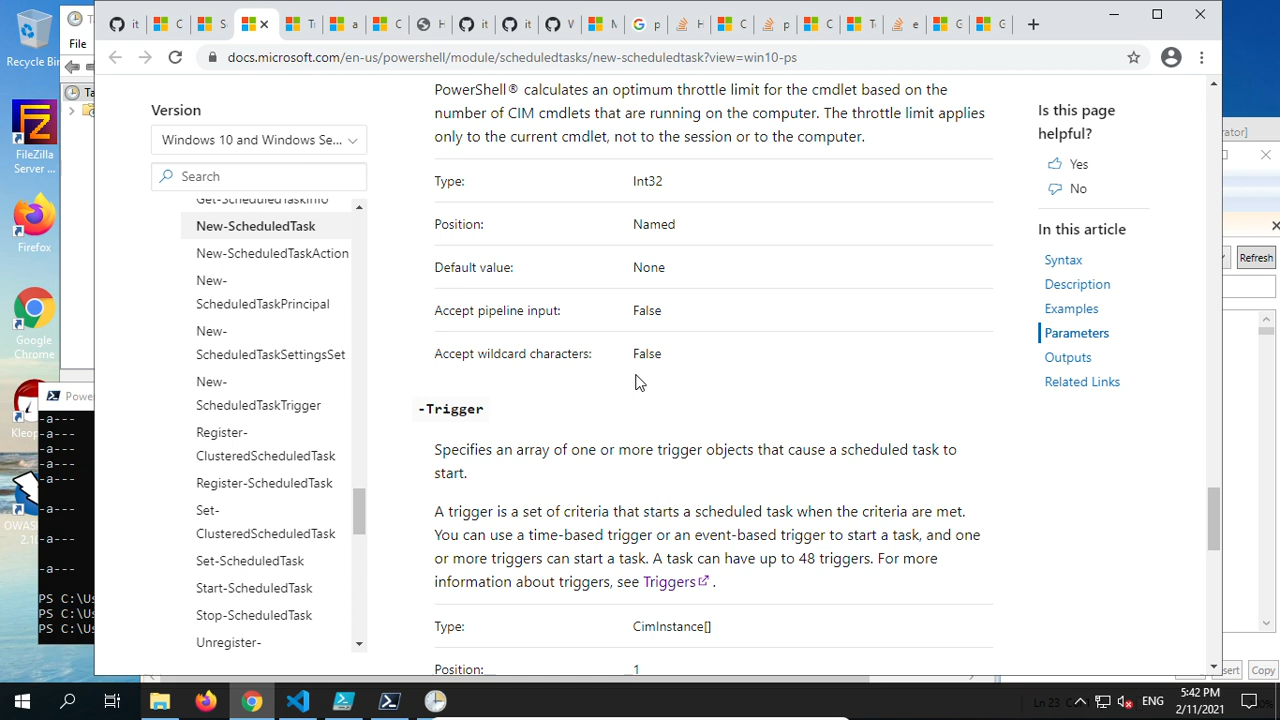 Recycle Bin
FileZilla
Server ...
Firefox
Google
Chrome
File
docs.microsoft.com/en-us/powershell/module/scheduledtasks/new-scheduledtask?view=win10-ps
Version
Windows 10 and Windows Se...
Search
Get-ScheduledTaskInfo
New-ScheduledTask
New-ScheduledTaskAction
New-
ScheduledTaskPrincipal
New-
ScheduledTaskSettingsSet
New-
ScheduledTaskTrigger
Register-
ClusteredScheduledTask
Register-ScheduledTask
Set-
ClusteredScheduledTask
Set-ScheduledTask
Start-ScheduledTask
Stop-ScheduledTask
Unregister-
PowerShell® calculates an optimum throttle limit for the cmdlet based on the
number of CIM cmdlets that are running on the computer. The throttle limit applies
only to the current cmdlet, not to the session or to the computer.
Type: Int32
Position: Named
Default value: None
Accept pipeline input: False
Accept wildcard characters: False
-Trigger
Specifies an array of one or more trigger objects that cause a scheduled task to
start.
A trigger is a set of criteria that starts a scheduled task when the criteria are met.
You can use a time-based trigger or an event-based trigger to start a task, and one
or more triggers can start a task. A task can have up to 48 triggers. For more
information about triggers, see Triggers .
Type: CimInstance[]
Position: 1
Is this page
helpful?
Yes
No
In this article
Syntax
Description
Examples
Parameters
Outputs
Related Links
Refresh
Copy
-a---
-a---
-a---
-a---
-a---
-a---
-a---
-a---
PS C:\Us
PS C:\Us
PS C:\Us
ENG
5:42 PM
2/11/2021